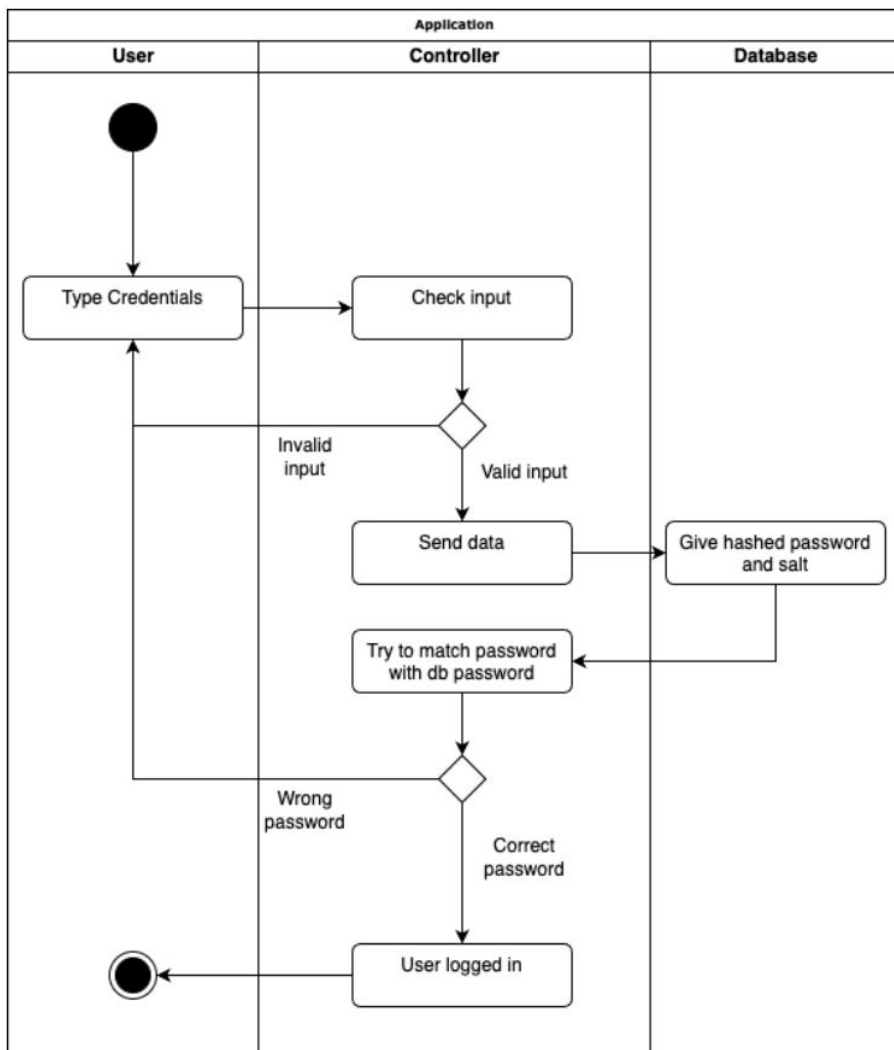 Application
User
Controller
Database
Type Credentials
Check input
Invalid
input
Valid input
Send data
Give hashed password
and salt
Try to match password
with db password
Wrong
password
Correct
password
User logged in